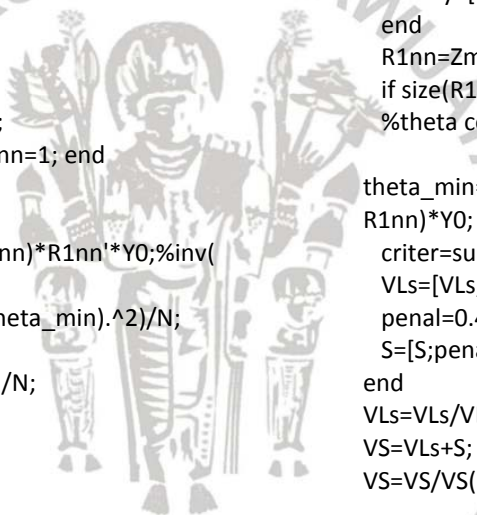 ;
nn=1; end
nn)*R1nn'*Y0;%inv(
heta_min).^2)/N;
/N;
end
R1nn=Zm
if size(R1
%theta co
theta_min=
R1nn)*Y0;
criter=su
VLs=[VLs
penal=0.4
S=[S;pena
end
VLs=VLs/V
VS=VLs+S;
VS=VS/VS(